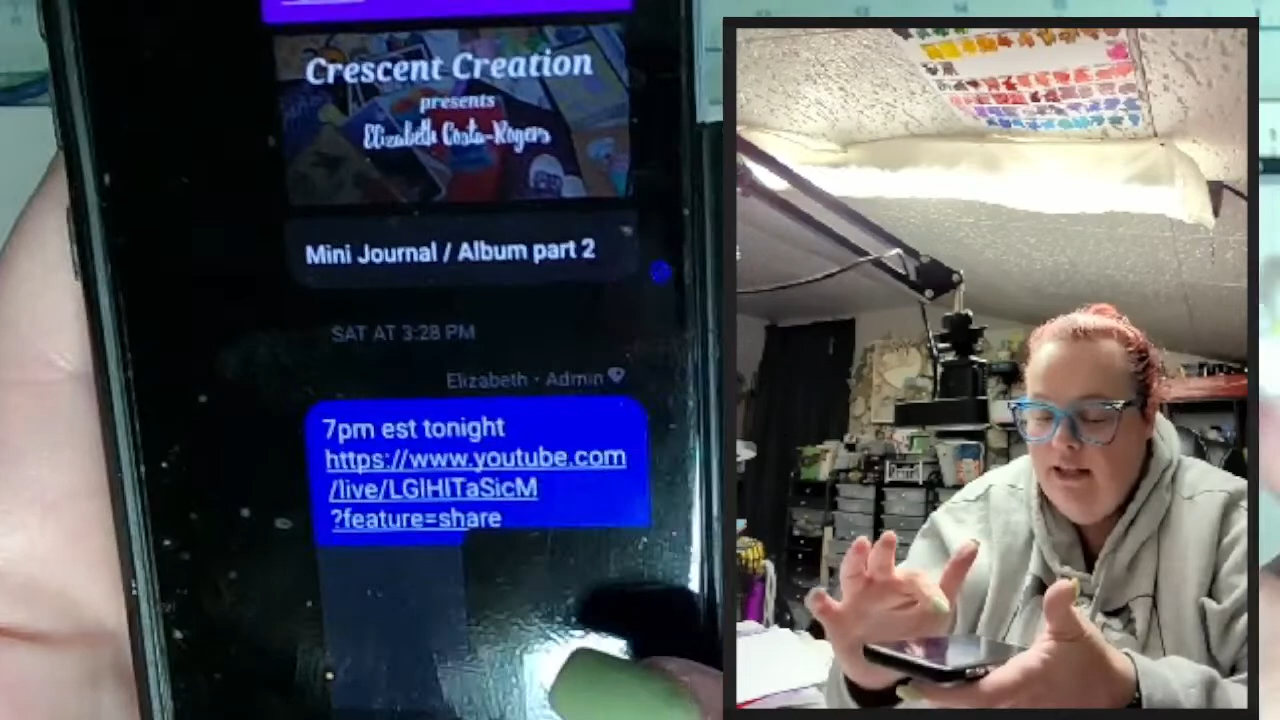 Crescent Creation
presents
Elizabeth Costa-Rogers
Mini Journal / Album part 2
SAT AT 3:28 PM
Elizabeth · Admin
7pm est tonight
https://www.youtube.com
/live/LGlHlTaSicM
?feature=share